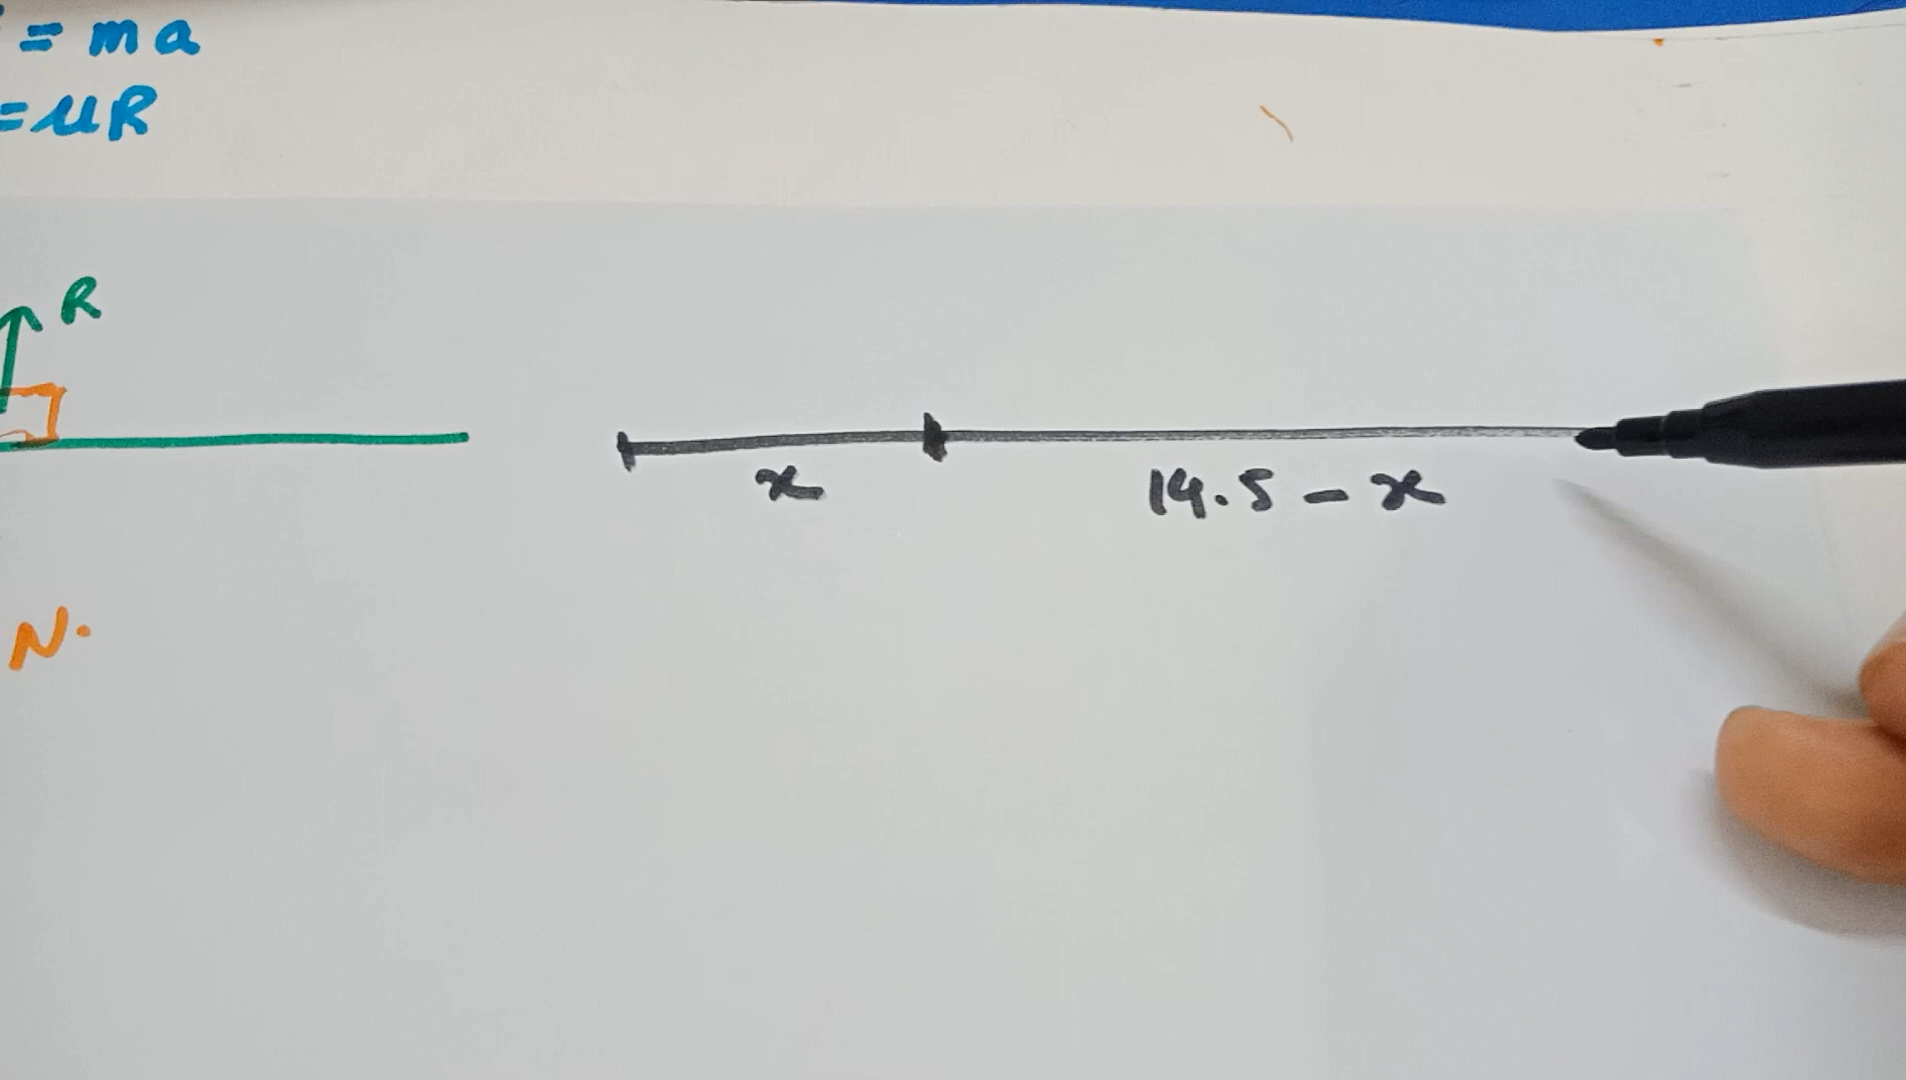 = ma
= μR
R
x
14.5 - x
N.